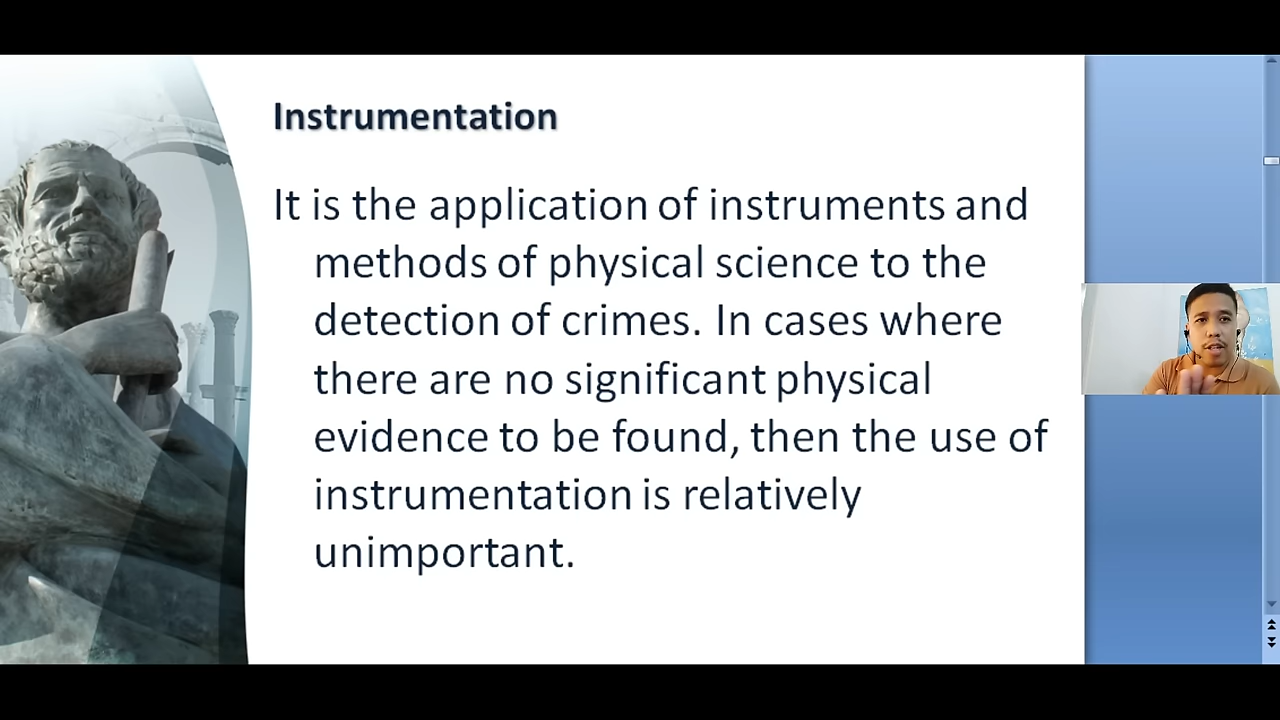 Instrumentation
It is the application of instruments and
methods of physical science to the
detection of crimes. In cases where
there are no significant physical
evidence to be found, then the use of
instrumentation is relatively
unimportant.